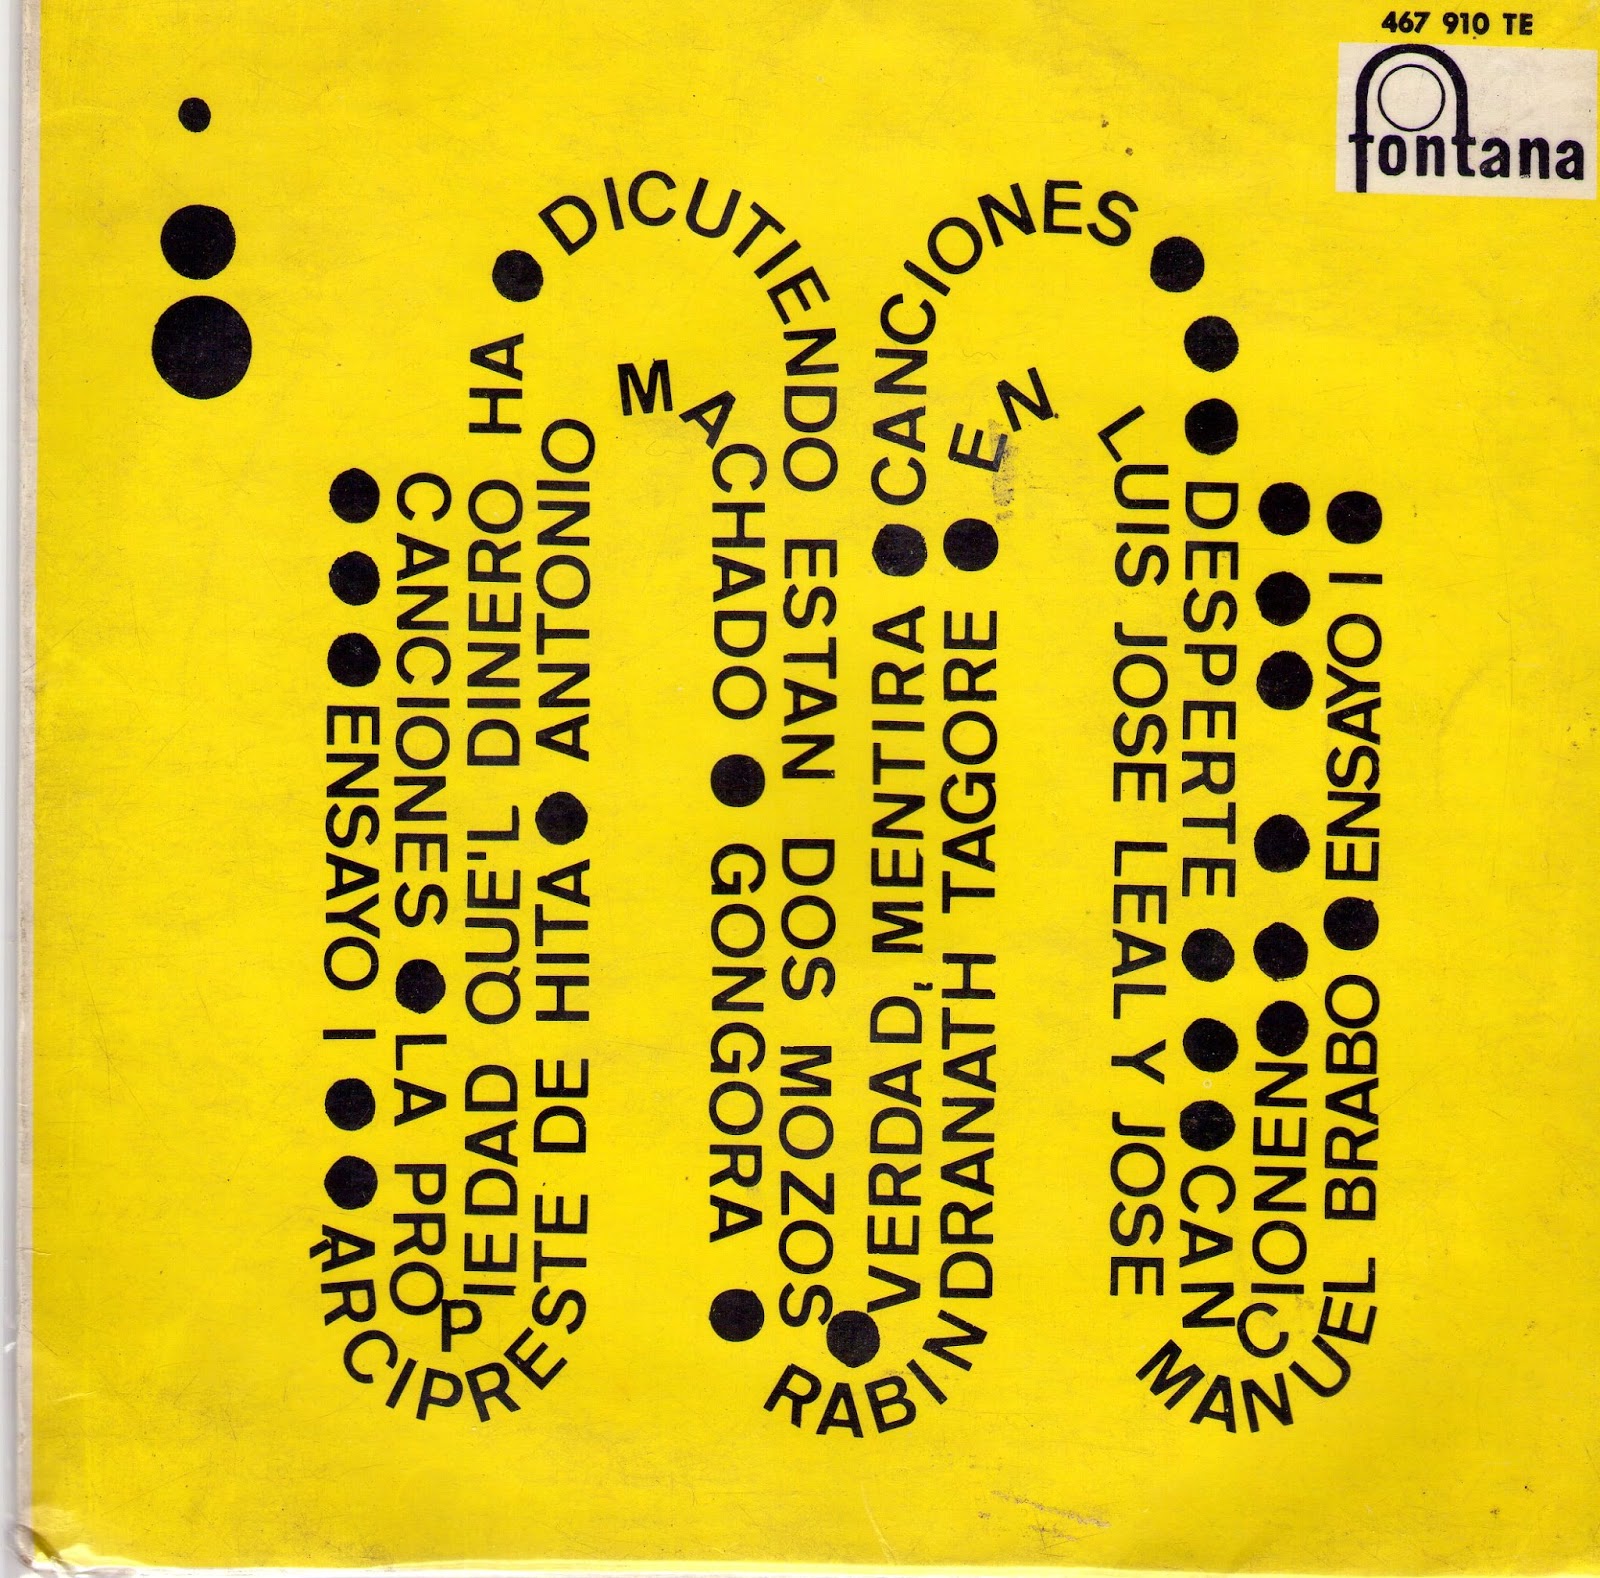 467 910 TE
fontana
●●● ENSAYO I ●● ARCIPRESTE DE HITA ● ANTONIO MACHADO ● GONGORA ● RABINDRANATH TAGORE ● EN LUIS JOSE LEAL Y JOSE MANUEL BRABO ● ENSAYO I ●
CANCIONES ● LA PROPIEDAD QUE'L DINERO HA ● DICUTIENDO ESTAN DOS MOZOS ● VERDAD, MENTIRA ● CANCIONES ●●● DESPERTE ●●● CANCIONEN ●●● ●●●